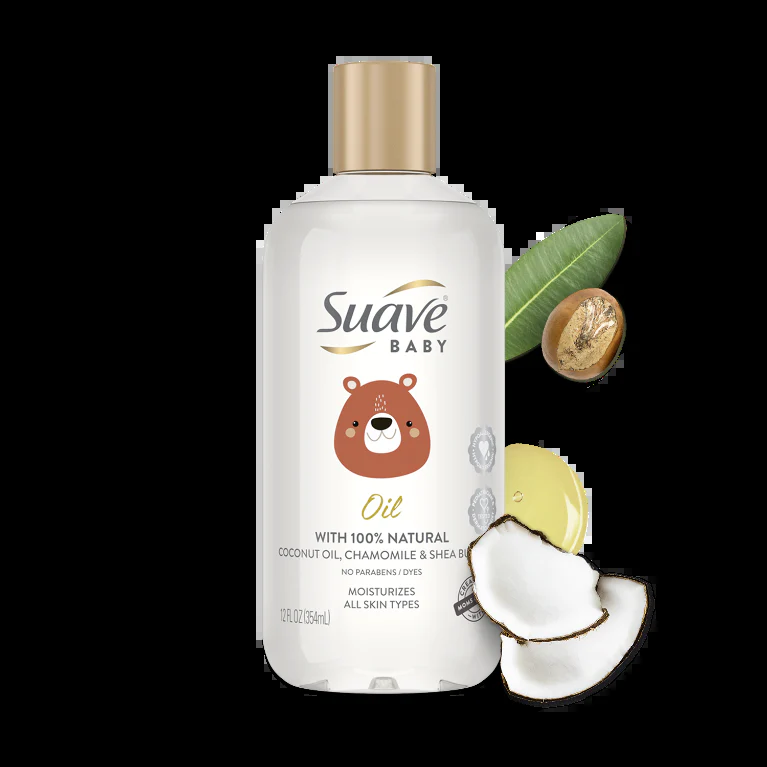 Suave®
BABY
Oil
WITH 100% NATURAL
COCONUT OIL, CHAMOMILE & SHEA
NO PARABENS / DYES
MOISTURIZES
ALL SKIN TYPES
12 FL OZ (354mL)
MOMS